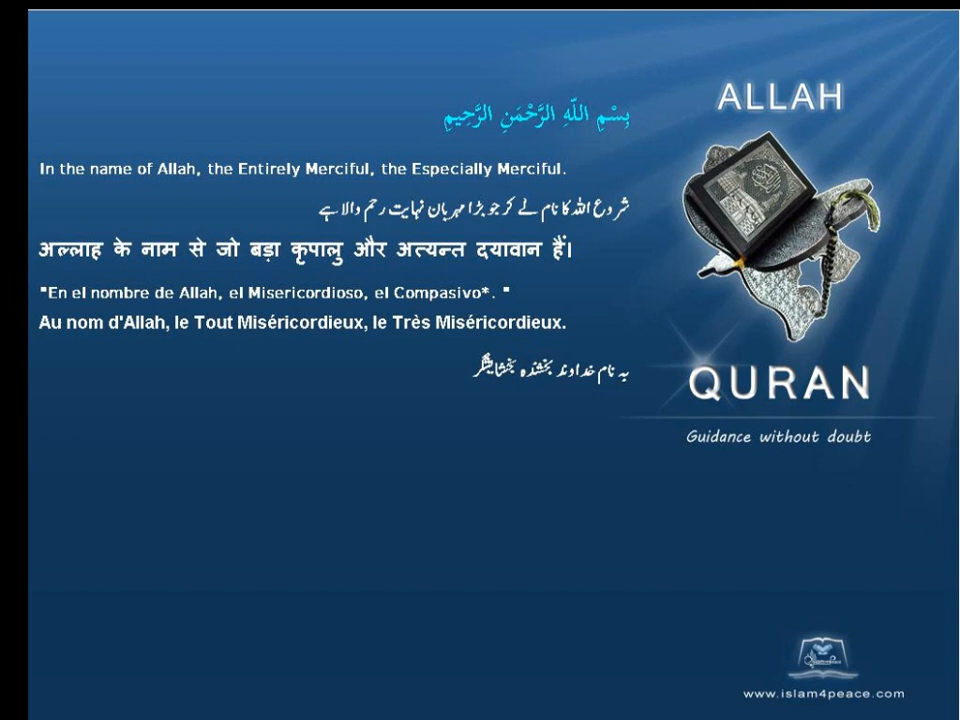 بِسْمِ اللّهِ الرَّحْمَنِ الرَّحِيمِ
In the name of Allah, the Entirely Merciful, the Especially Merciful.
شروع اللہ کا نام لے کر جو بڑا مہربان نہایت رحم والا ہے
अल्लाह के नाम से जो बड़ा कृपालु और अत्यन्त दयावान हैं।
"En el nombre de Allah, el Misericordioso, el Compasivo*. "
Au nom d'Allah, le Tout Miséricordieux, le Très Miséricordieux.
به نام خداوند بخشنده بخشایشگر
ALLAH
QURAN
Guidance without doubt
www.islam4peace.com